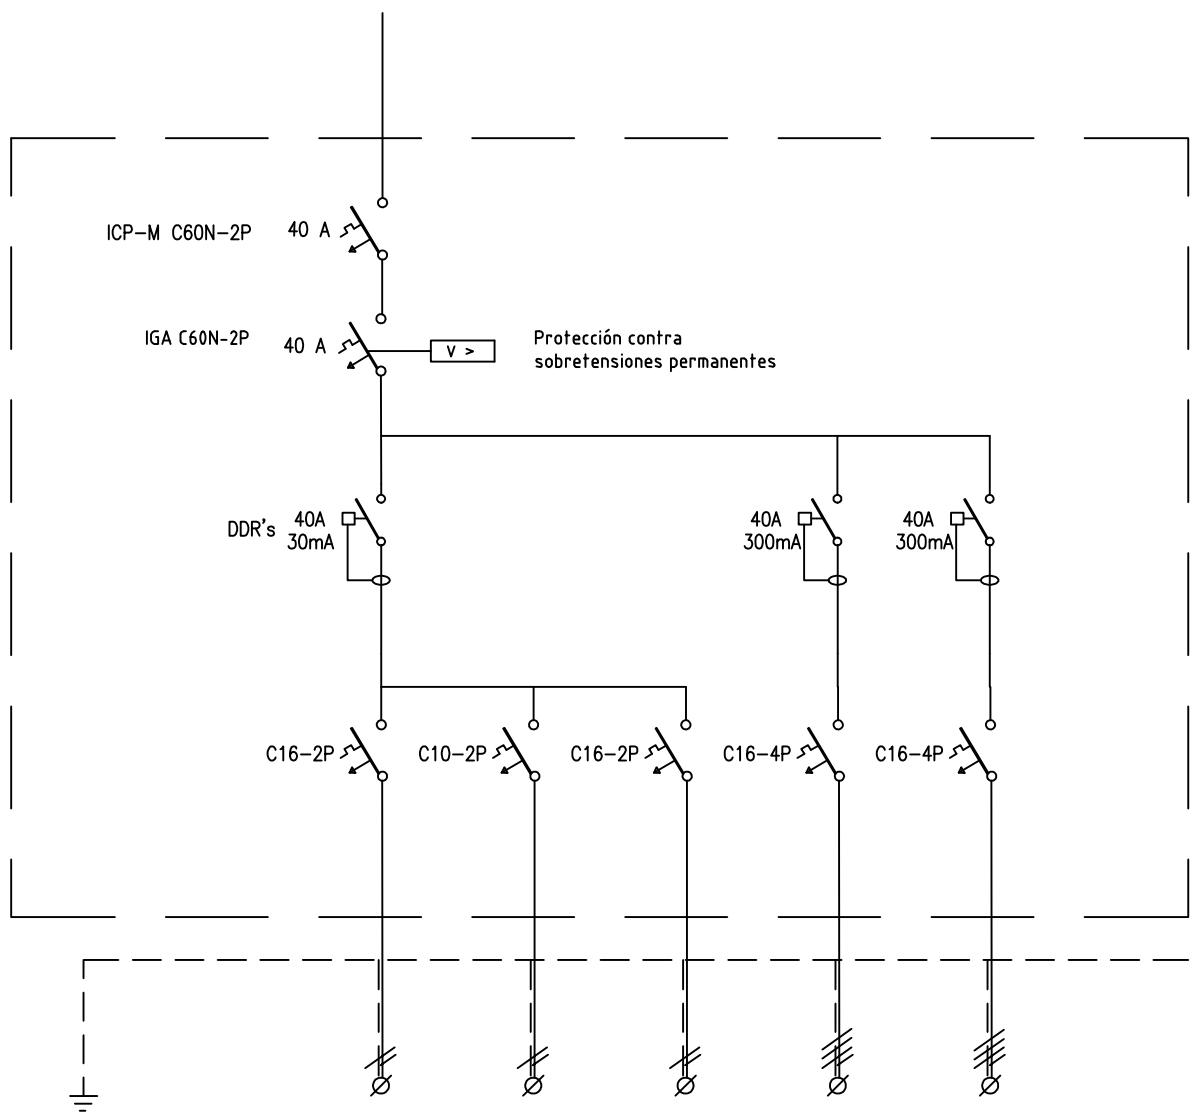 ICP-M C60N-2P
40 A
IGA C60N-2P
40 A
V >
Protección contra
sobretensiones permanentes
DDR's
40A
30mA
40A
300mA
40A
300mA
C16-2P
C10-2P
C16-2P
C16-4P
C16-4P